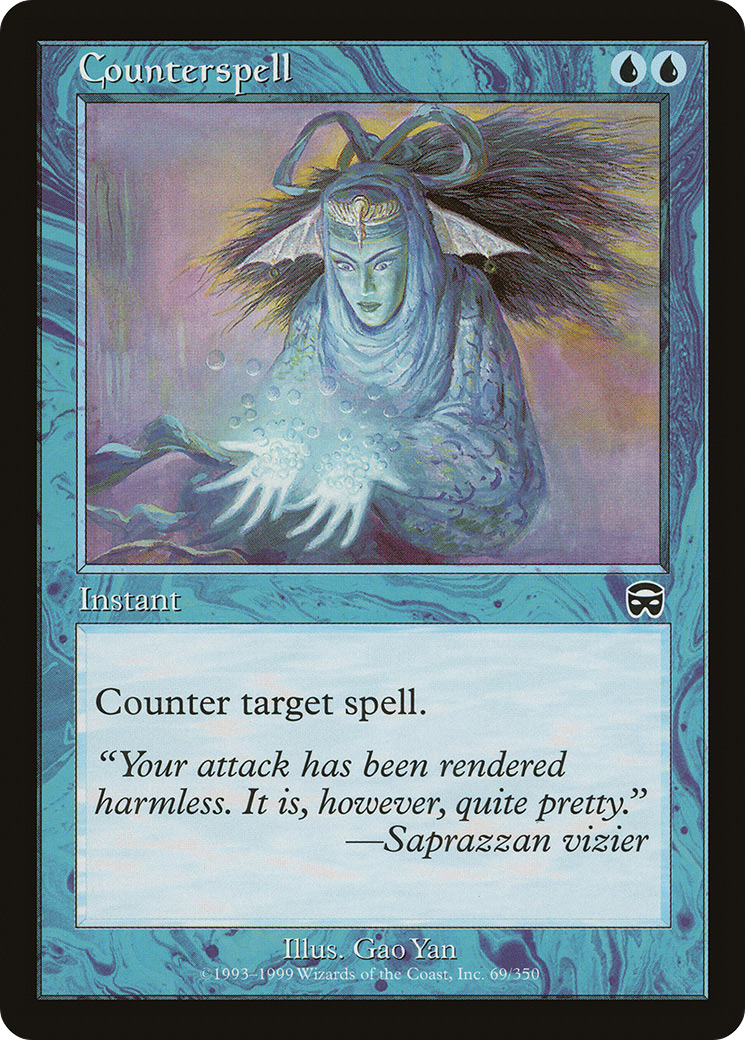 Counterspell
Instant
Counter target spell.
“Your attack has been rendered
harmless. It is, however, quite pretty.”
—Saprazzan vizier
Illus. Gao Yan
©1993–1999 Wizards of the Coast, Inc. 69/350